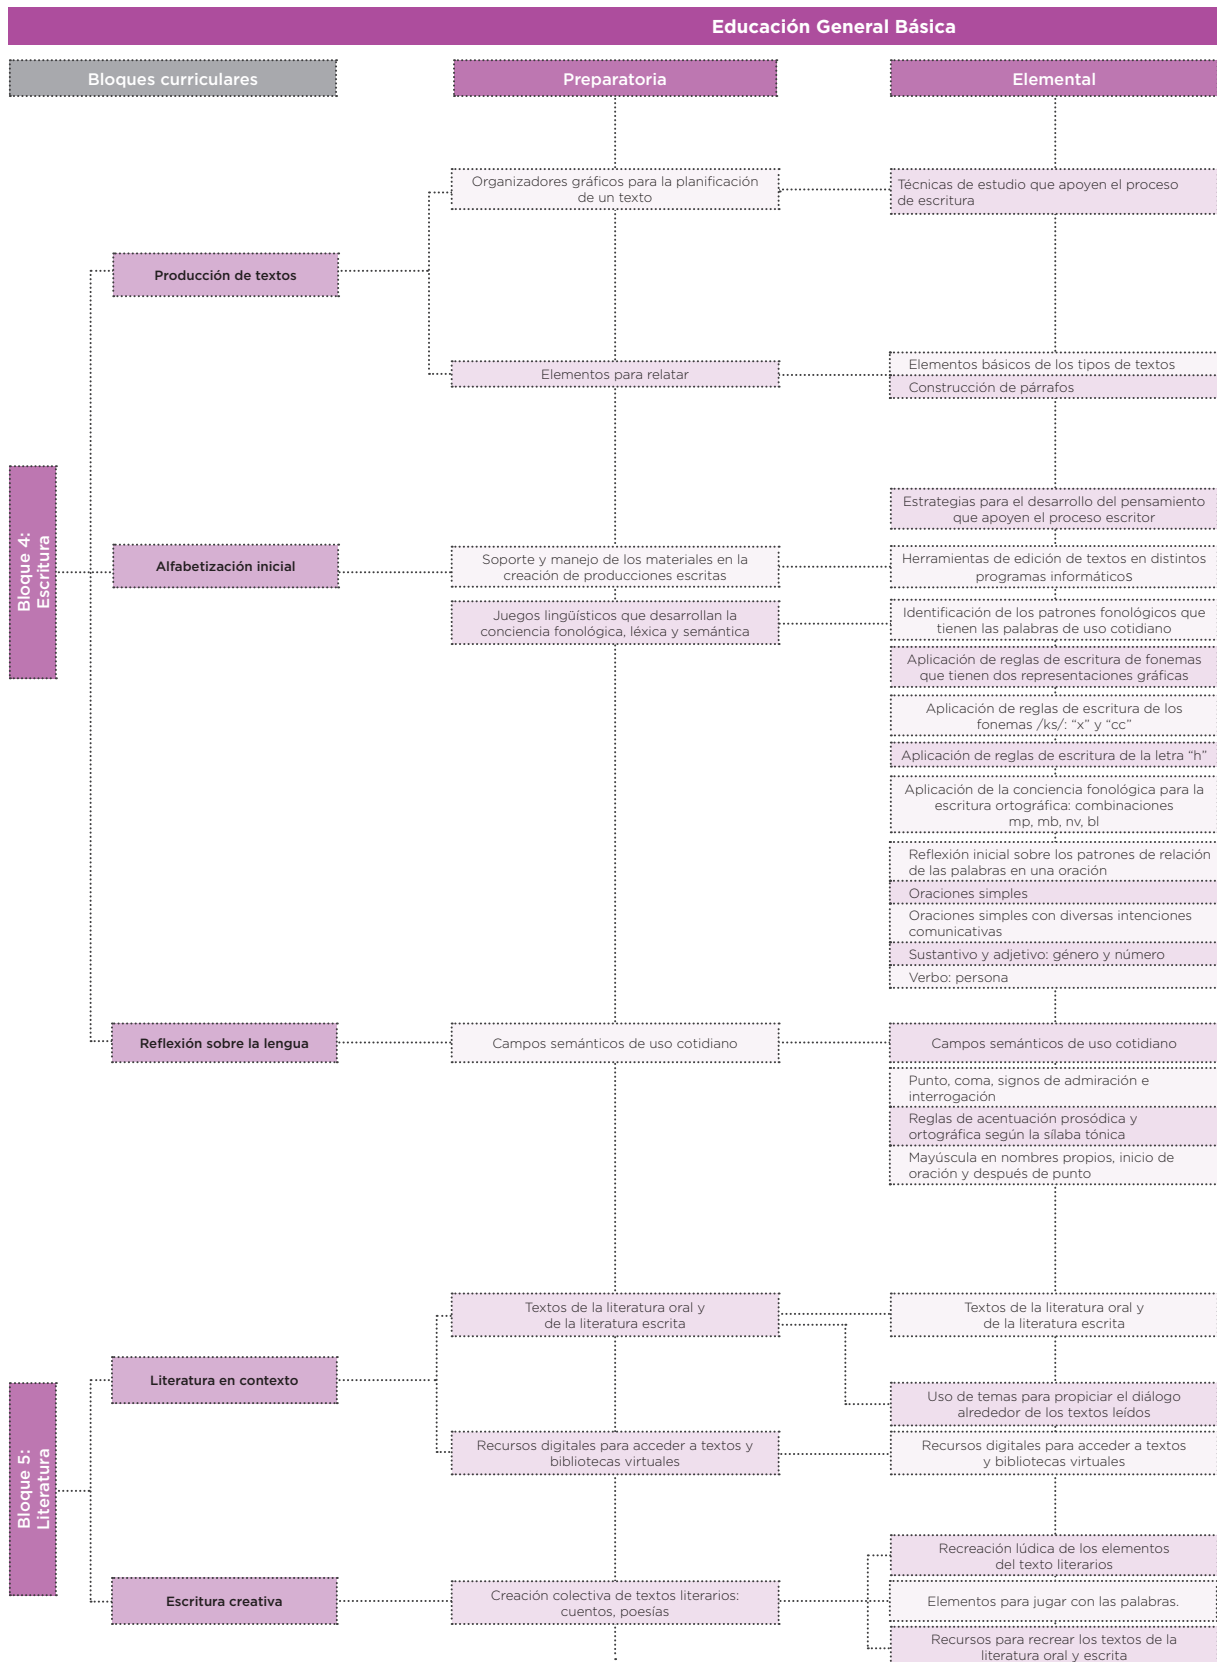 Educación General Básica
Bloques curriculares
Preparatoria
Elemental
Organizadores gráficos para la planificación
de un texto
Técnicas de estudio que apoyen el proceso
de escritura
Producción de textos
Elementos para relatar
Elementos básicos de los tipos de textos
Construcción de párrafos
Bloque 4:
Escritura
Estrategias para el desarrollo del pensamiento
que apoyen el proceso escritor
Alfabetización inicial
Soporte y manejo de los materiales en la
creación de producciones escritas
Herramientas de edición de textos en distintos
programas informáticos
Juegos lingüísticos que desarrollan la
conciencia fonológica, léxica y semántica
Identificación de los patrones fonológicos que
tienen las palabras de uso cotidiano
Aplicación de reglas de escritura de fonemas
que tienen dos representaciones gráficas
Aplicación de reglas de escritura de los
fonemas /ks/: “x” y “cc”
Aplicación de reglas de escritura de la letra “h”
Aplicación de la conciencia fonológica para la
escritura ortográfica: combinaciones
mp, mb, nv, bl
Reflexión inicial sobre los patrones de relación
de las palabras en una oración
Oraciones simples
Oraciones simples con diversas intenciones
comunicativas
Sustantivo y adjetivo: género y número
Verbo: persona
Reflexión sobre la lengua
Campos semánticos de uso cotidiano
Campos semánticos de uso cotidiano
Punto, coma, signos de admiración e
interrogación
Reglas de acentuación prosódica y
ortográfica según la sílaba tónica
Mayúscula en nombres propios, inicio de
oración y después de punto
Bloque 5:
Literatura
Literatura en contexto
Textos de la literatura oral y
de la literatura escrita
Textos de la literatura oral y
de la literatura escrita
Uso de temas para propiciar el diálogo
alrededor de los textos leídos
Recursos digitales para acceder a textos y
bibliotecas virtuales
Recursos digitales para acceder a textos
y bibliotecas virtuales
Escritura creativa
Creación colectiva de textos literarios:
cuentos, poesías
Recreación lúdica de los elementos
del texto literarios
Elementos para jugar con las palabras.
Recursos para recrear los textos de la
literatura oral y escrita